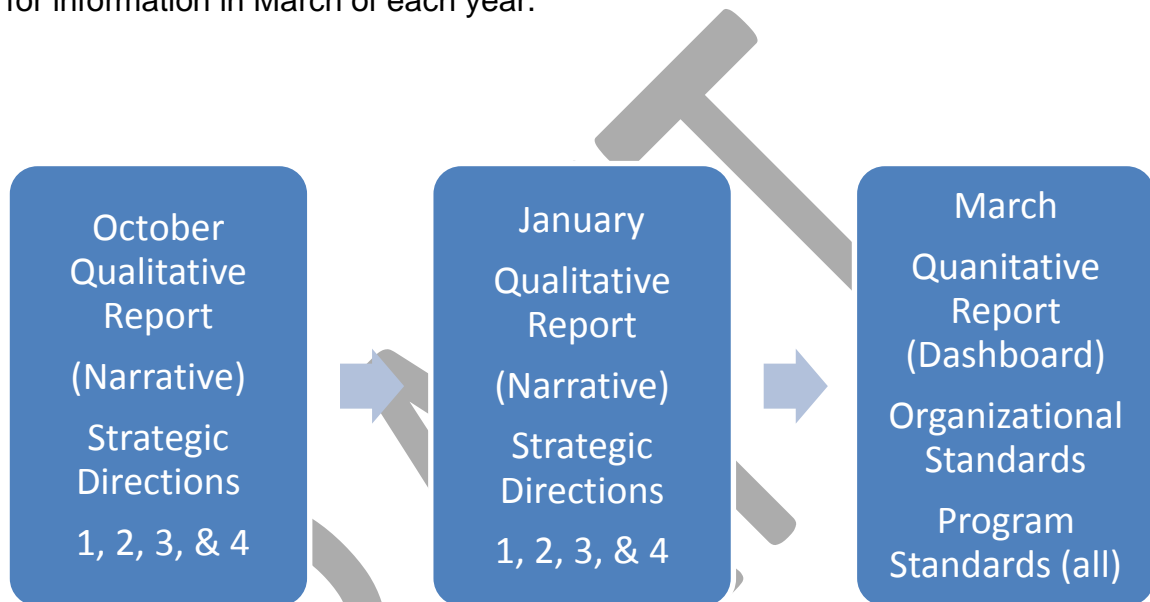 for information in March of each year.
October
Qualitative
Report
(Narrative)
Strategic
Directions
1, 2, 3, & 4
January
Qualitative
Report
(Narrative)
Strategic
Directions
1, 2, 3, & 4
March
Quanitative
Report
(Dashboard)
Organizational
Standards
Program
Standards (all)